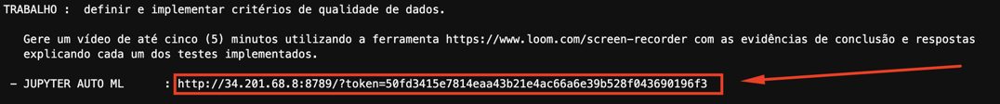 TRABALHO :  definir e implementar critérios de qualidade de dados.
Gere um vídeo de até cinco (5) minutos utilizando a ferramenta https://www.loom.com/screen-recorder com as evidências de conclusão e respostas
explicando cada um dos testes implementados.
- JUPYTER AUTO ML      : http://34.201.68.8:8789/?token=50fd3415e7814eaa43b21e4ac66a6e39b528f043690196f3